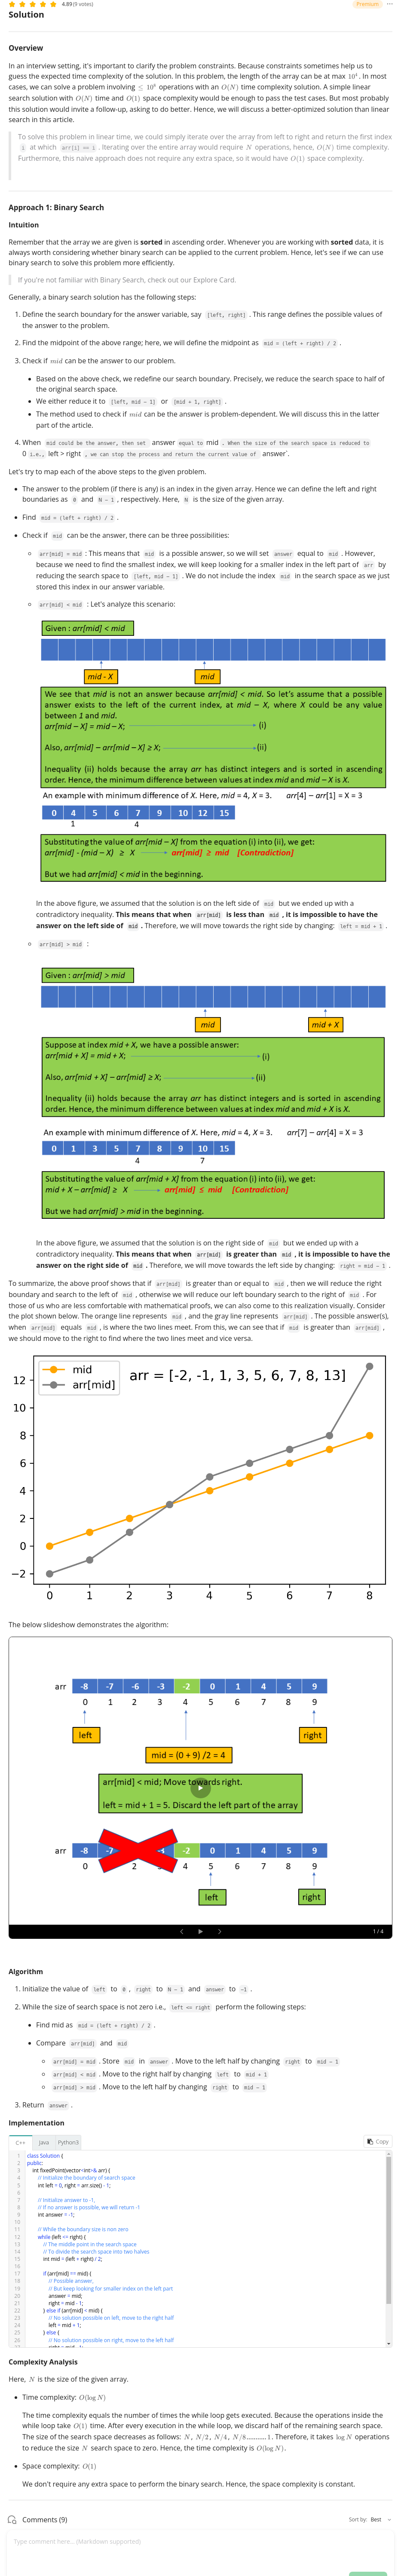 4.89 (9 votes)
Premium
Solution
Overview
In an interview setting, it's important to clarify the problem constraints. Because constraints sometimes help us to
guess the expected time complexity of the solution. In this problem, the length of the array can be at max 10⁴. In most
cases, we can solve a problem involving ≤ 10⁸ operations with an O(N) time complexity solution. A simple linear
search solution with O(N) time and O(1) space complexity would be enough to pass the test cases. But most probably
this solution would invite a follow-up, asking to do better. Hence, we will discuss a better-optimized solution than linear
search in this article.
To solve this problem in linear time, we could simply iterate over the array from left to right and return the first index
i at which arr[i] == i . Iterating over the entire array would require N operations, hence, O(N) time complexity.
Furthermore, this naive approach does not require any extra space, so it would have O(1) space complexity.
Approach 1: Binary Search
Intuition
Remember that the array we are given is sorted in ascending order. Whenever you are working with sorted data, it is
always worth considering whether binary search can be applied to the current problem. Hence, let's see if we can use
binary search to solve this problem more efficiently.
If you're not familiar with Binary Search, check out our Explore Card.
Generally, a binary search solution has the following steps:
1. Define the search boundary for the answer variable, say [left, right] . This range defines the possible values of
the answer to the problem.
2. Find the midpoint of the above range; here, we will define the midpoint as mid = (left + right) / 2 .
3. Check if mid can be the answer to our problem.
• Based on the above check, we redefine our search boundary. Precisely, we reduce the search space to half of
the original search space.
• We either reduce it to [left, mid − 1] or [mid + 1, right] .
• The method used to check if mid can be the answer is problem-dependent. We will discuss this in the latter
part of the article.
4. When mid could be the answer, then set answer equal to mid . When the size of the search space is reduced to
0 i.e., left > right , we can stop the process and return the current value of answer`.
Let's try to map each of the above steps to the given problem.
• The answer to the problem (if there is any) is an index in the given array. Hence we can define the left and right
boundaries as 0 and N − 1 , respectively. Here, N is the size of the given array.
• Find mid = (left + right) / 2 .
• Check if mid can be the answer, there can be three possibilities:
arr[mid] = mid : This means that mid is a possible answer, so we will set answer equal to mid . However,
because we need to find the smallest index, we will keep looking for a smaller index in the left part of arr by
reducing the search space to [left, mid − 1] . We do not include the index mid in the search space as we just
stored this index in our answer variable.
arr[mid] < mid : Let's analyze this scenario:
Given : arr[mid] < mid
mid - X mid
We see that mid is not an answer because arr[mid] < mid. So let's assume that a possible
answer exists to the left of the current index, at mid − X, where X could be any value
between 1 and mid.
arr[mid − X] = mid − X; (i)
Also, arr[mid] − arr[mid − X] ≥ X; (ii)
Inequality (ii) holds because the array arr has distinct integers and is sorted in ascending
order. Hence, the minimum difference between values at index mid and mid − X is X.
An example with minimum difference of X. Here, mid = 4, X = 3. arr[4] − arr[1] = X = 3
0 4 5 6 7 9 10 12 15
1 4
Substituting the value of arr[mid − X] from the equation (i) into (ii), we get:
arr[mid] - (mid − X) ≥ X arr[mid] ≥ mid [Contradiction]
But we had arr[mid] < mid in the beginning.
In the above figure, we assumed that the solution is on the left side of mid but we ended up with a
contradictory inequality. This means that when arr[mid] is less than mid , it is impossible to have the
answer on the left side of mid . Therefore, we will move towards the right side by changing: left = mid + 1 .
arr[mid] > mid :
Given : arr[mid] > mid
mid mid + X
Suppose at index mid + X, we have a possible answer:
arr[mid + X] = mid + X; (i)
Also, arr[mid + X] − arr[mid] ≥ X; (ii)
Inequality (ii) holds because the array arr has distinct integers and is sorted in ascending
order. Hence, the minimum difference between values at index mid and mid + X is X.
An example with minimum difference of X. Here, mid = 4, X = 3. arr[7] − arr[4] = X = 3
0 1 3 5 7 8 9 10 15
4 7
Substituting the value of arr[mid + X] from the equation (i) into (ii), we get:
mid + X − arr[mid] ≥ X arr[mid] ≤ mid [Contradiction]
But we had arr[mid] > mid in the beginning.
In the above figure, we assumed that the solution is on the right side of mid but we ended up with a
contradictory inequality. This means that when arr[mid] is greater than mid , it is impossible to have the
answer on the right side of mid . Therefore, we will move towards the left side by changing: right = mid − 1 .
To summarize, the above proof shows that if arr[mid] is greater than or equal to mid , then we will reduce the right
boundary and search to the left of mid , otherwise we will reduce our left boundary search to the right of mid . For
those of us who are less comfortable with mathematical proofs, we can also come to this realization visually. Consider
the plot shown below. The orange line represents mid , and the gray line represents arr[mid] . The possible answer(s),
when arr[mid] equals mid , is where the two lines meet. From this, we can see that if mid is greater than arr[mid] ,
we should move to the right to find where the two lines meet and vice versa.
mid
arr[mid]
arr = [-2, -1, 1, 3, 5, 6, 7, 8, 13]
12
10
8
6
4
2
0
−2
0 1 2 3 4 5 6 7 8
The below slideshow demonstrates the algorithm:
arr -8 -7 -6 -3 -2 0 1 4 5 9
0 1 2 3 4 5 6 7 8 9
left right
mid = (0 + 9) /2 = 4
arr[mid] < mid; Move towards right.
left = mid + 1 = 5. Discard the left part of the array
arr -8 -7 -2 0 1 4 5 9
0 2 3 4 5 6 7 8 9
left right
1 / 4
Algorithm
1. Initialize the value of left to 0 , right to N − 1 and answer to −1 .
2. While the size of search space is not zero i.e., left <= right perform the following steps:
• Find mid as mid = (left + right) / 2 .
• Compare arr[mid] and mid
arr[mid] = mid . Store mid in answer . Move to the left half by changing right to mid − 1
arr[mid] < mid . Move to the right half by changing left to mid + 1
arr[mid] > mid . Move to the left half by changing right to mid − 1
3. Return answer .
Implementation
C++ Java Python3 Copy
1 class Solution {
2 public:
3 int fixedPoint(vector<int>& arr) {
4 // Initialize the boundary of search space
5 int left = 0, right = arr.size() - 1;
6
7 // Initialize answer to -1,
8 // If no answer is possible, we will return -1
9 int answer = -1;
10
11 // While the boundary size is non zero
12 while (left <= right) {
13 // The middle point in the search space
14 // To divide the search space into two halves.
15 int mid = (left + right) / 2;
16
17 if (arr[mid] == mid) {
18 // Possible answer,
19 // But keep looking for smaller index on the left part
20 answer = mid;
21 right = mid - 1;
22 } else if (arr[mid] < mid) {
23 // No solution possible on left, move to the right half
24 left = mid + 1;
25 } else {
26 // No solution possible on right, move to the left half
Complexity Analysis
Here, N is the size of the given array.
• Time complexity: O(log N)
The time complexity equals the number of times the while loop gets executed. Because the operations inside the
while loop take O(1) time. After every execution in the while loop, we discard half of the remaining search space.
The size of the search space decreases as follows: N, N/2, N/4, N/8...........1. Therefore, it takes log N operations
to reduce the size N search space to zero. Hence, the time complexity is O(log N).
• Space complexity: O(1)
We don't require any extra space to perform the binary search. Hence, the space complexity is constant.
Comments (9)
Sort by: Best
Type comment here... (Markdown supported)